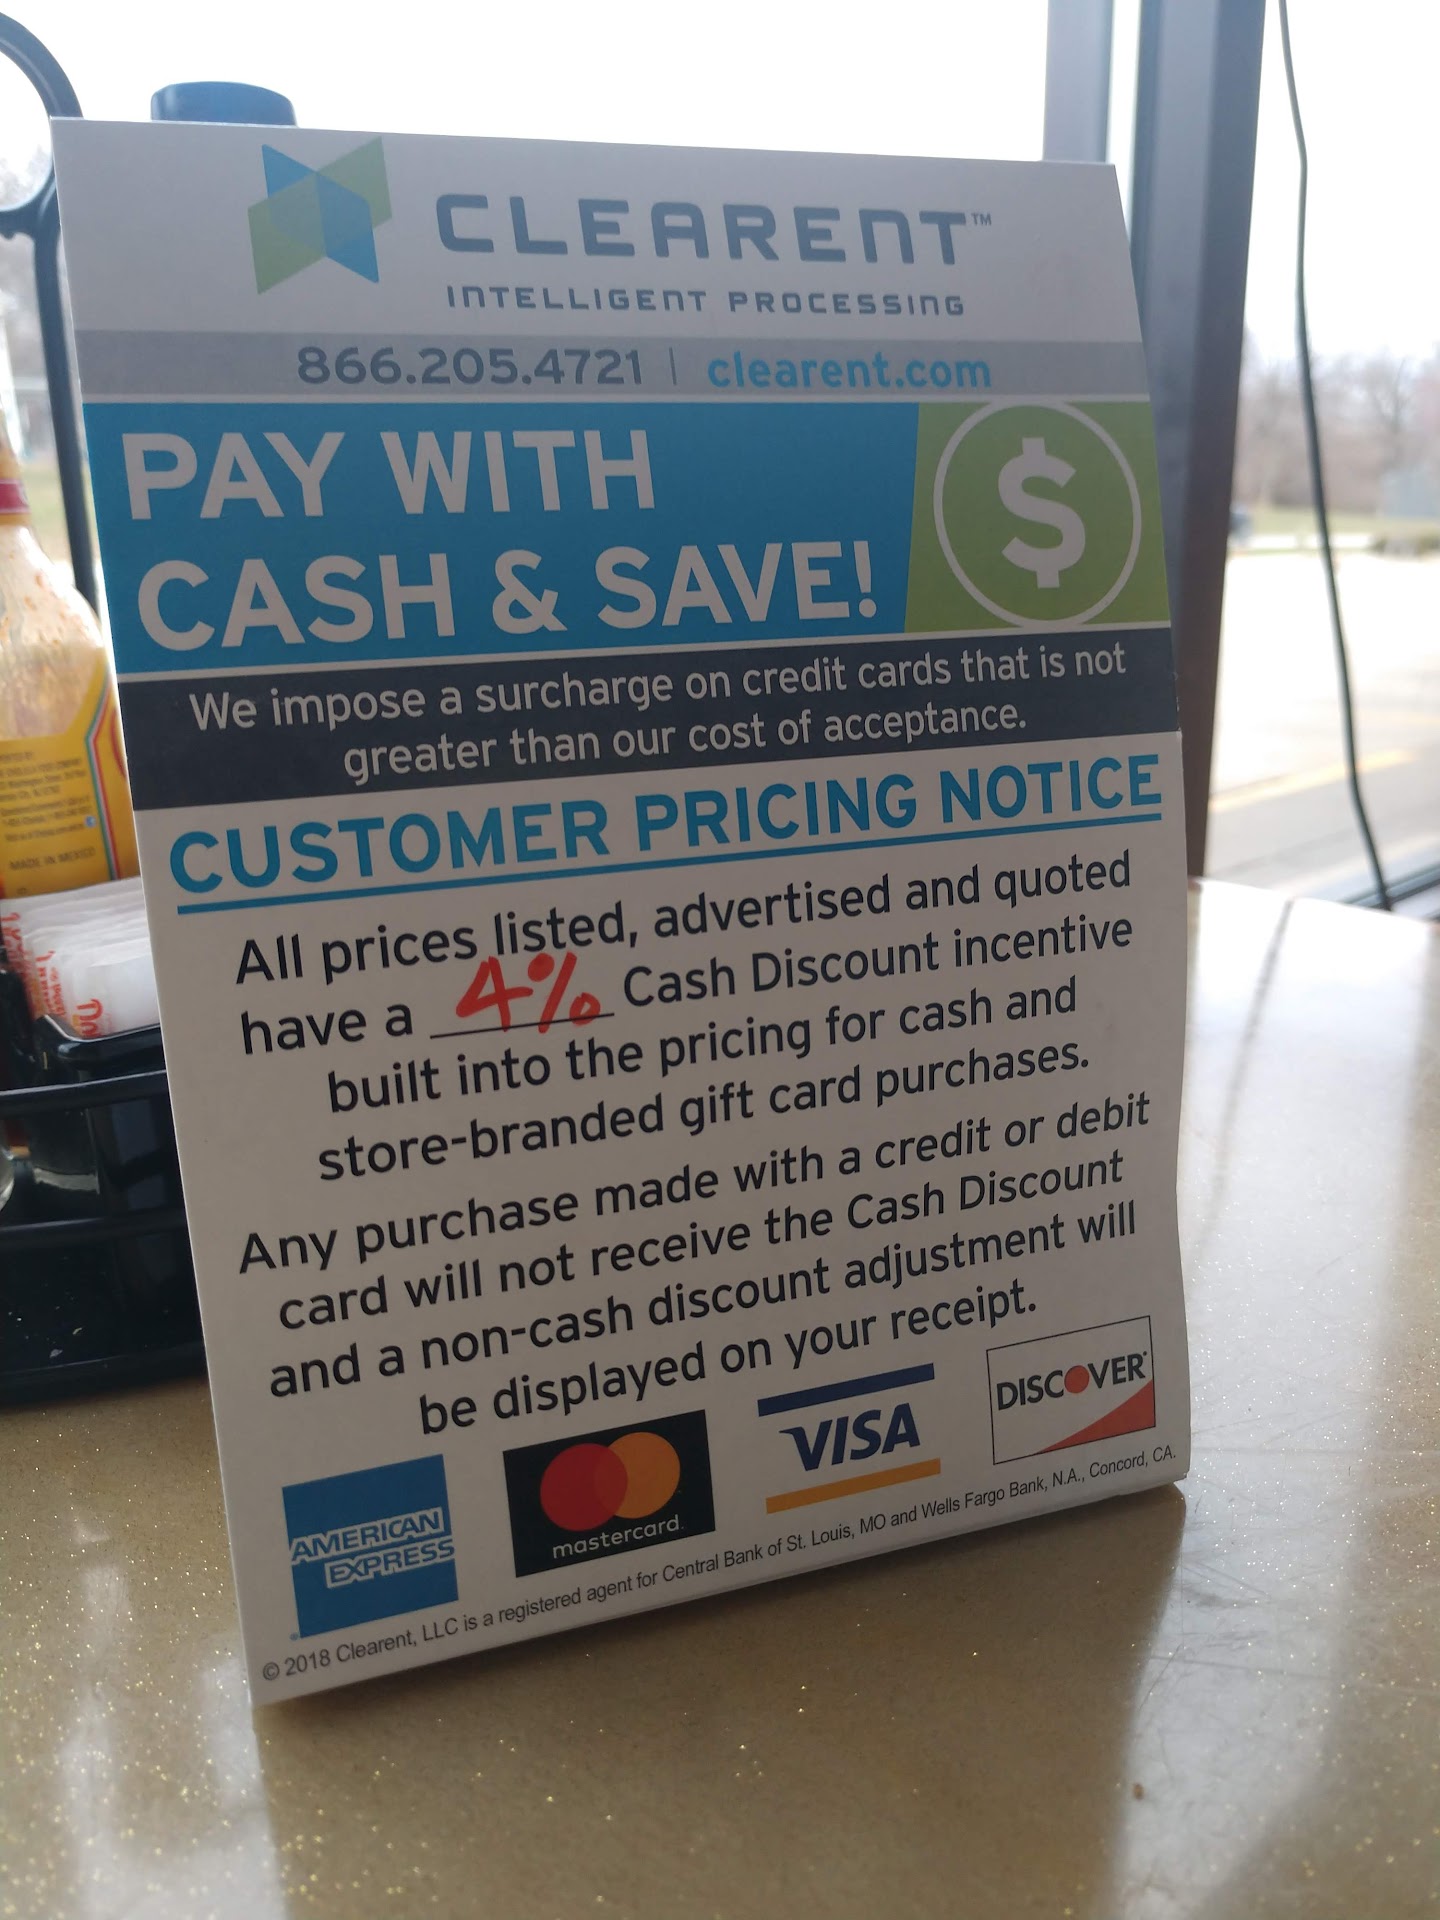 CLEARENT™
INTELLIGENT PROCESSING
866.205.4721 | clearent.com
PAY WITH
CASH & SAVE!
$
We impose a surcharge on credit cards that is not
greater than our cost of acceptance.
CUSTOMER PRICING NOTICE
All prices listed, advertised and quoted
have a 4% Cash Discount incentive
built into the pricing for cash and
store-branded gift card purchases.
Any purchase made with a credit or debit
card will not receive the Cash Discount
and a non-cash discount adjustment will
be displayed on your receipt.
AMERICAN
EXPRESS
mastercard.
VISA
DISCOVER
© 2018 Clearent, LLC is a registered agent for Central Bank of St. Louis, MO and Wells Fargo Bank, N.A., Concord, CA.
MADE IN MEXICO